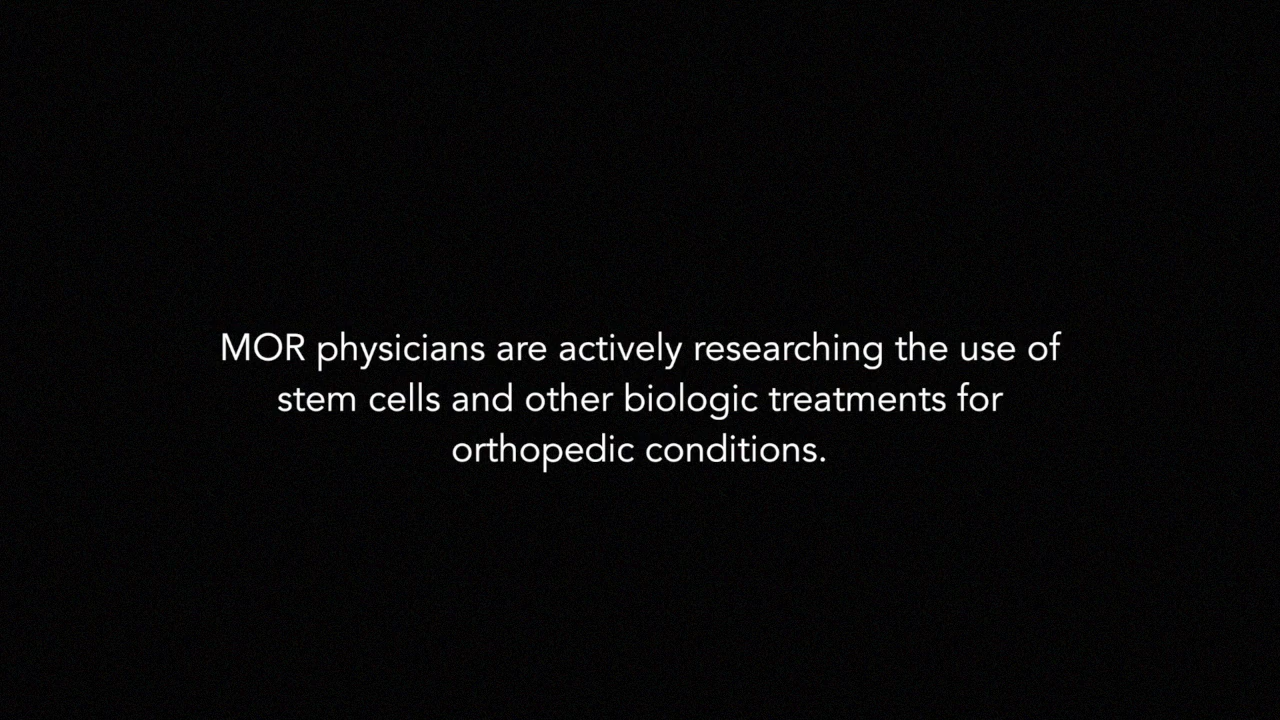 MOR physicians are actively researching the use of
stem cells and other biologic treatments for
orthopedic conditions.